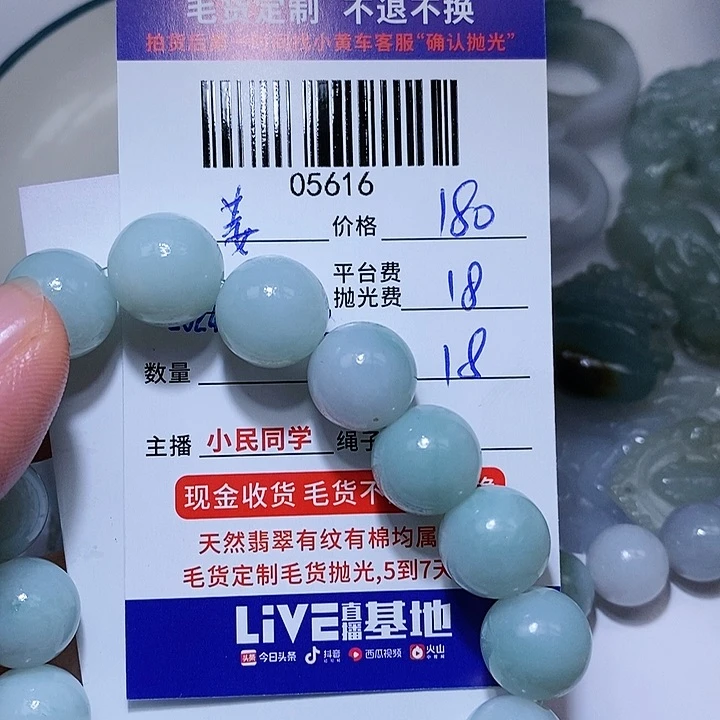 毛货定制 不退不换
拍货后 小黄车客服“确认抛光”
05616
姜 价格 180
平台费
抛光费 18
数量 18
主播 小民同学 绳子
现金收货 毛货不
天然翡翠有纹有棉均属
毛货定制毛货抛光,5到7天
LiVE直播基地
头条 今日头条 抖音 西瓜视频 火山